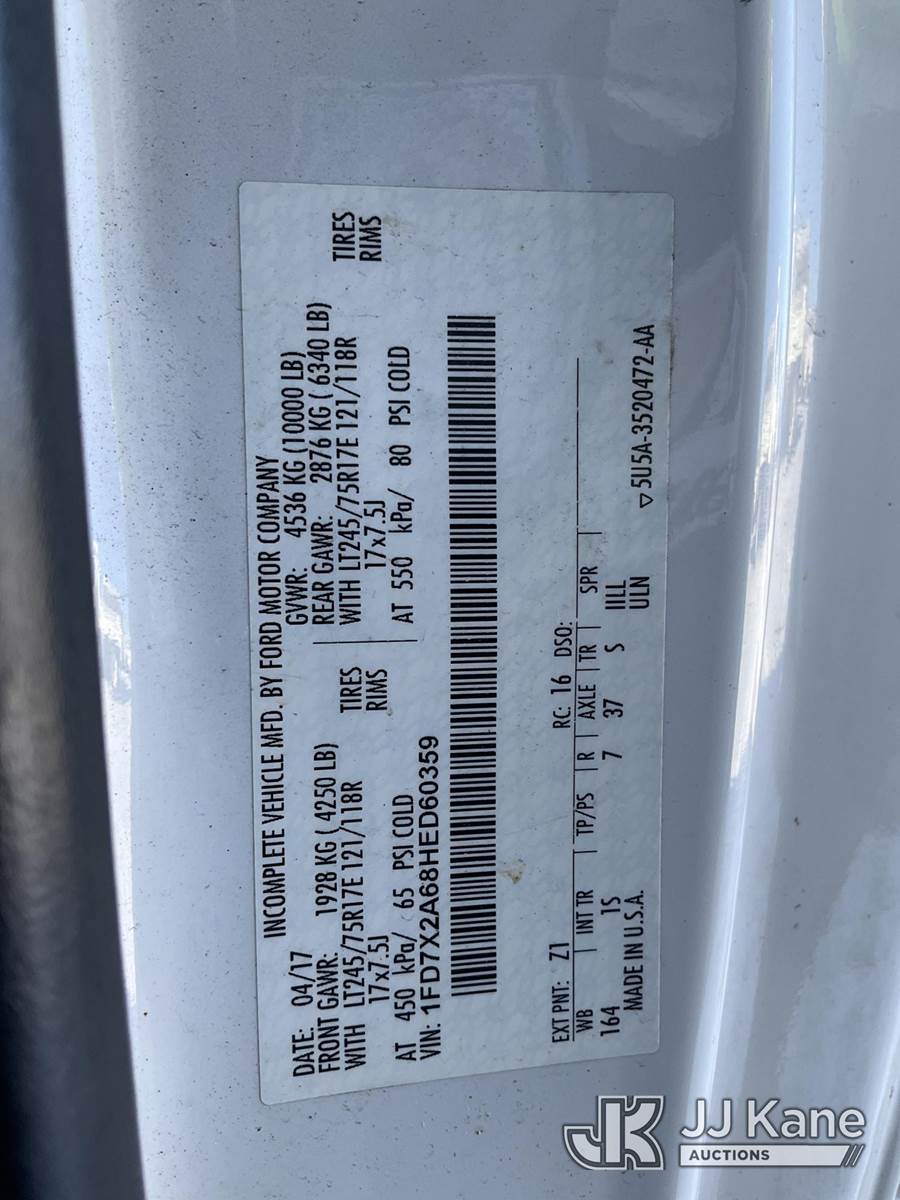 INCOMPLETE VEHICLE MFD. BY FORD MOTOR COMPANY
DATE: 04/17 GVWR: 4536 KG (10000 LB)
FRONT GAWR: 1928 KG ( 4250 LB) REAR GAWR: 2876 KG ( 6340 LB)
WITH LT245/75R17E 121/118R TIRES WITH LT245/75R17E 121/118R TIRES
17x7.5J RIMS 17x7.5J RIMS
AT 450 kPa/ 65 PSI COLD AT 550 kPa/ 80 PSI COLD
VIN: 1FD7X2A68HED60359
EXT PNT: Z1 RC: 16 DSO:
WB | INT TR | TP/PS | R | AXLE | TR | SPR |
164 1S 7 37 S IILL
MADE IN U.S.A. ULN ▽5U5A-3520472-AA
JK JJ Kane
AUCTIONS